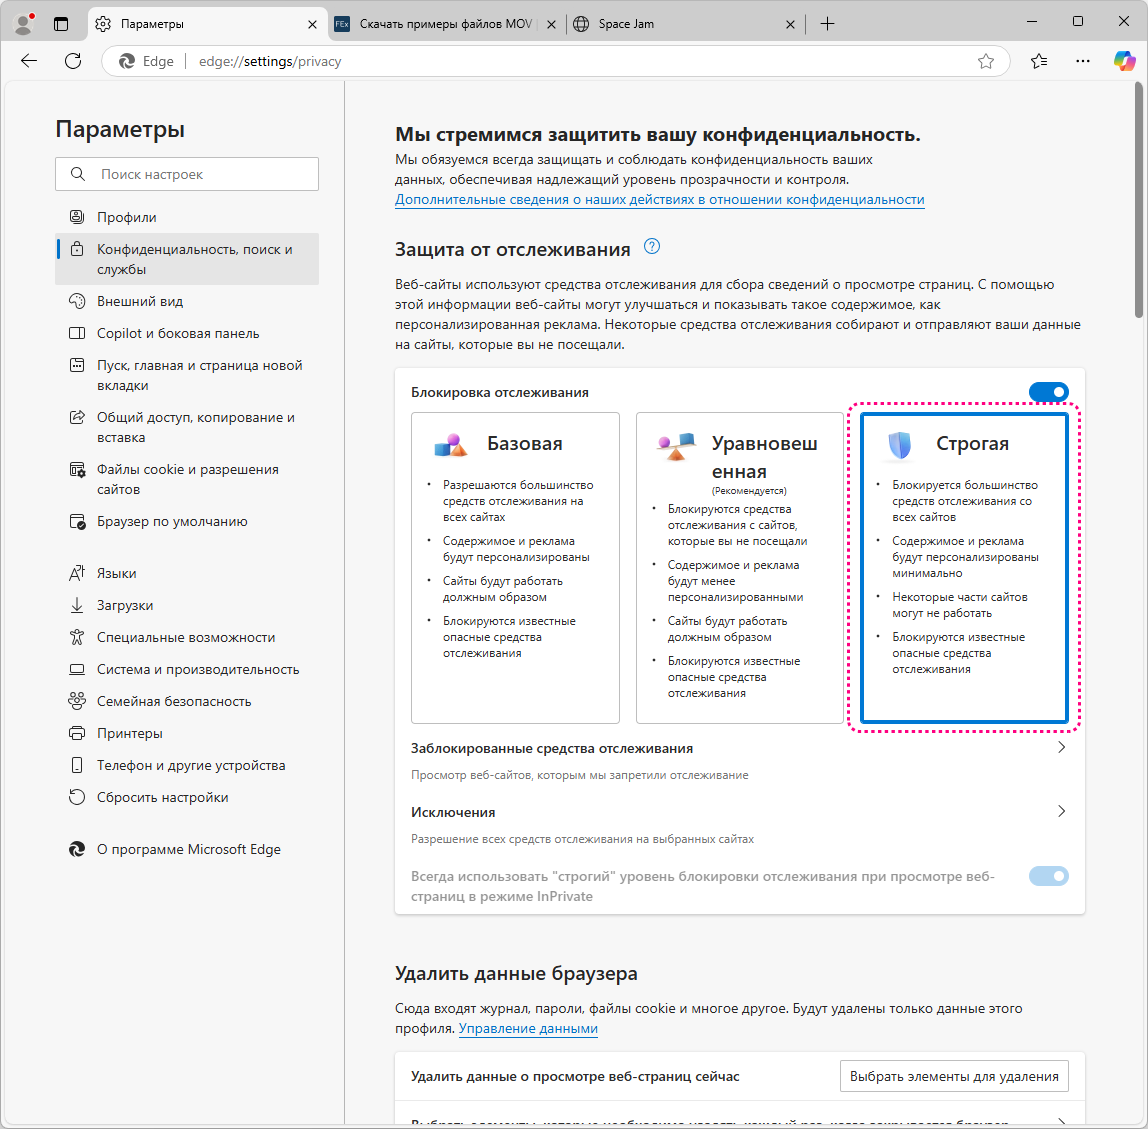 Параметры
FEx Скачать примеры файлов MOV
Space Jam
Edge
edge://settings/privacy
Параметры
Поиск настроек
Профили
Конфиденциальность, поиск и
службы
Внешний вид
Copilot и боковая панель
Пуск, главная и страница новой
вкладки
Общий доступ, копирование и
вставка
Файлы cookie и разрешения
сайтов
Браузер по умолчанию
Языки
Загрузки
Специальные возможности
Система и производительность
Семейная безопасность
Принтеры
Телефон и другие устройства
Сбросить настройки
О программе Microsoft Edge
Мы стремимся защитить вашу конфиденциальность.
Мы обязуемся всегда защищать и соблюдать конфиденциальность ваших
данных, обеспечивая надлежащий уровень прозрачности и контроля.
Дополнительные сведения о наших действиях в отношении конфиденциальности
Защита от отслеживания
Веб-сайты используют средства отслеживания для сбора сведений о просмотре страниц. С помощью
этой информации веб-сайты могут улучшаться и показывать такое содержимое, как
персонализированная реклама. Некоторые средства отслеживания собирают и отправляют ваши данные
на сайты, которые вы не посещали.
Блокировка отслеживания
Базовая
• Разрешаются большинство
средств отслеживания на
всех сайтах
• Содержимое и реклама
будут персонализированы
• Сайты будут работать
должным образом
• Блокируются известные
опасные средства
отслеживания
Уравновеш
енная
(Рекомендуется)
• Блокируются средства
отслеживания с сайтов,
которые вы не посещали
• Содержимое и реклама
будут менее
персонализированными
• Сайты будут работать
должным образом
• Блокируются известные
опасные средства
отслеживания
Строгая
• Блокируется большинство
средств отслеживания со
всех сайтов
• Содержимое и реклама
будут персонализированы
минимально
• Некоторые части сайтов
могут не работать
• Блокируются известные
опасные средства
отслеживания
Заблокированные средства отслеживания
Просмотр веб-сайтов, которым мы запретили отслеживание
Исключения
Разрешение всех средств отслеживания на выбранных сайтах
Всегда использовать "строгий" уровень блокировки отслеживания при просмотре веб-
страниц в режиме InPrivate
Удалить данные браузера
Сюда входят журнал, пароли, файлы cookie и многое другое. Будут удалены только данные этого
профиля. Управление данными
Удалить данные о просмотре веб-страниц сейчас
Выбрать элементы для удаления
Выбрать элементы, которые необходимо удалять каждый раз, когда закрывается браузер